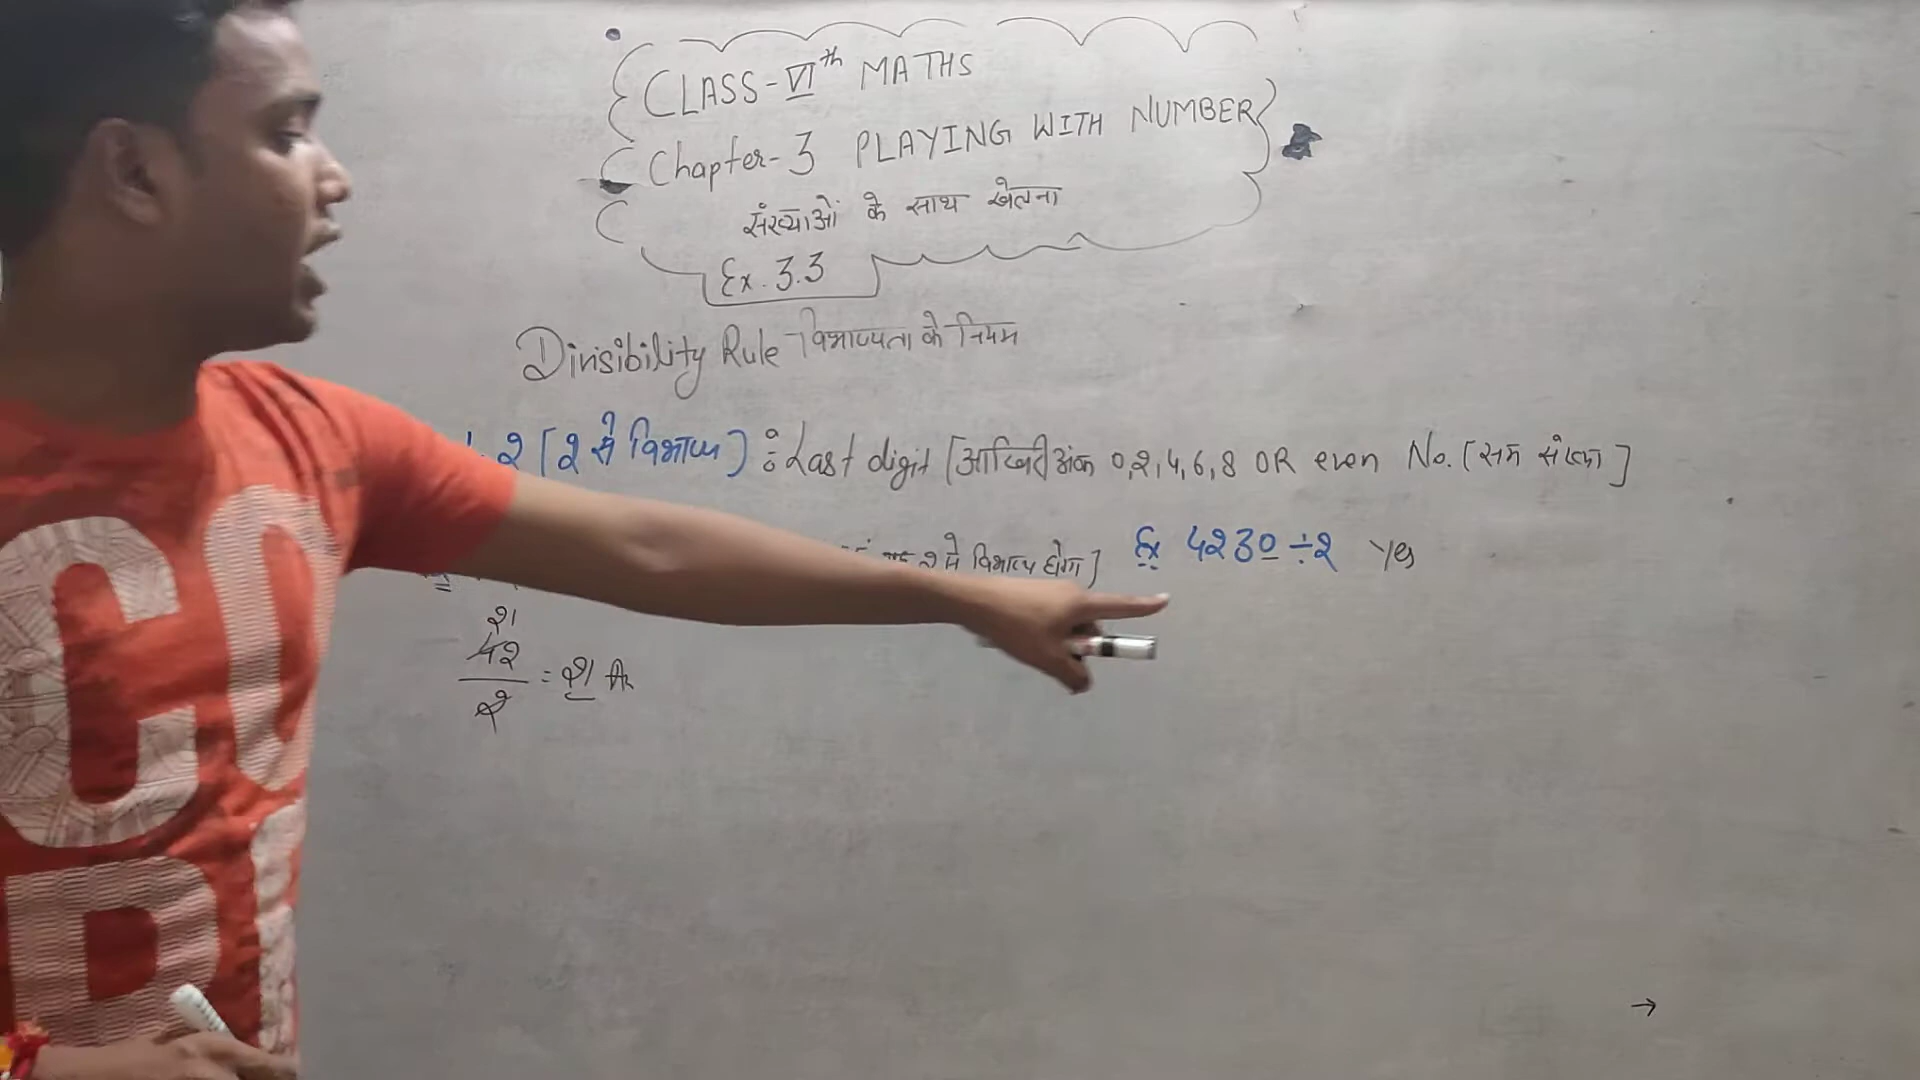 CLASS-VIth MATHS
Chapter-3 PLAYING WITH NUMBER
संख्याओं के साथ खेलना
Ex. 3.3
Divisibility Rule विभाज्यता के नियम
2 [2 से विभाज्य] : Last digit [आखिरी अंक 0,2,4,6,8 OR even No. [सम संख्या]
2 से विभाज्य होगा] Ex 4230 ÷2 Yes
21
42
2
= 21 A
→